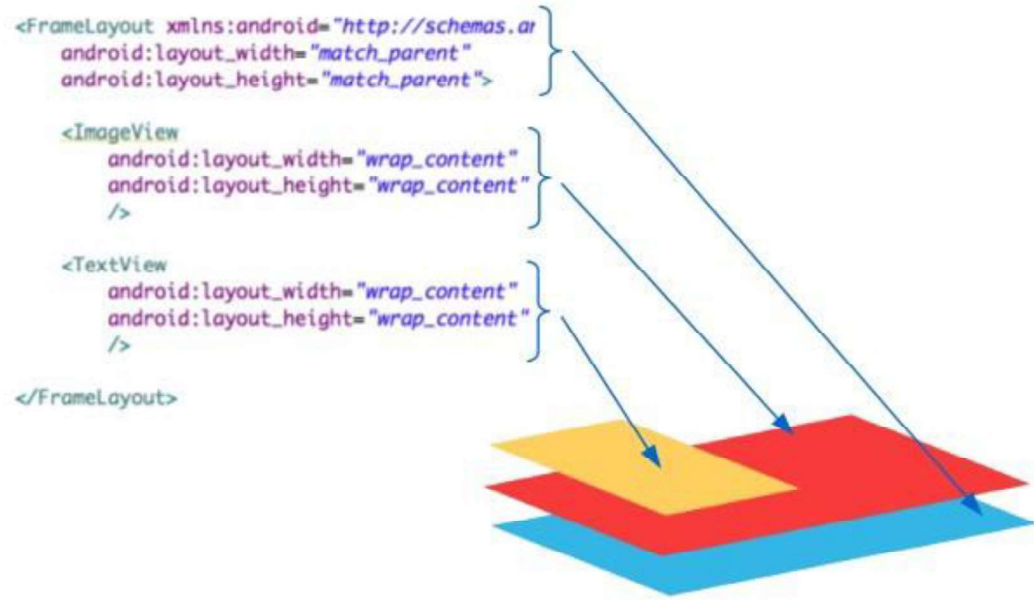 <FrameLayout xmlns:android="http://schemas.ar
android:layout_width="match_parent"
android:layout_height="match_parent">
<ImageView
android:layout_width="wrap_content"
android:layout_height="wrap_content"
/>
<TextView
android:layout_width="wrap_content"
android:layout_height="wrap_content"
/>
</FrameLayout>